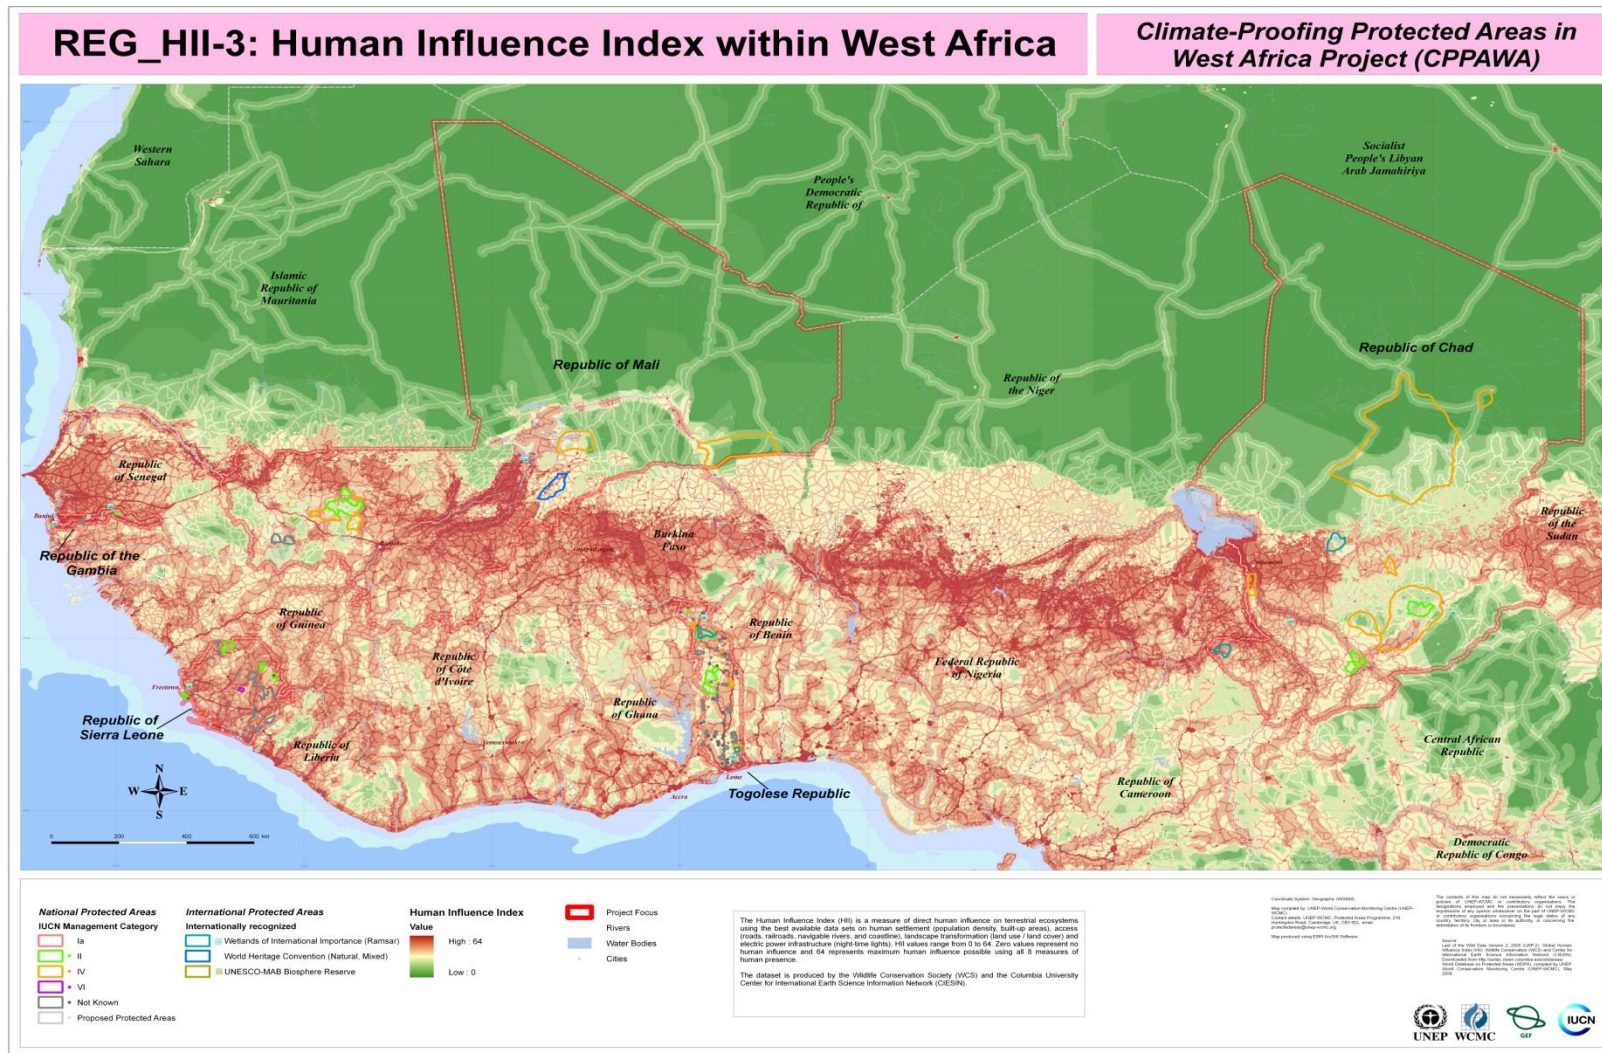 REG_HII-3: Human Influence Index within West Africa
Climate-Proofing Protected Areas in
West Africa Project (CPPAWA)
Western
Sahara
People's
Democratic
Republic of
Socialist
People's Libyan
Arab Jamahiriya
Islamic
Republic of
Mauritania
Republic of Mali
Republic of
the Niger
Republic of Chad
Republic
of Senegal
Banjul
Republic of the
Gambia
Burkina
Faso
Republic
of the
Sudan
Republic
of Guinea
Republic
of Benin
Republic
of Côte
d'Ivoire
Federal Republic
of Nigeria
Freetown
Republic of
Sierra Leone
Republic
of Ghana
Republic of
Liberia
Central African
Republic
Republic of
Cameroon
Lome
Accra
Togolese Republic
Democratic
Republic of Congo
N
W E
S
0 200 400 600 km
National Protected Areas
IUCN Management Category
Ia
II
IV
VI
Not Known
Proposed Protected Areas
International Protected Areas
Internationally recognized
Wetlands of International Importance (Ramsar)
World Heritage Convention (Natural, Mixed)
UNESCO-MAB Biosphere Reserve
Human Influence Index
Value
High : 64
Low : 0
Project Focus
Rivers
Water Bodies
Cities
The Human Influence Index (HII) is a measure of direct human influence on terrestrial ecosystems
using the best available data sets on human settlement (population density, built-up areas), access
(roads, railroads, navigable rivers, and coastline), landscape transformation (land use / land cover) and
electric power infrastructure (night-time lights). HII values range from 0 to 64. Zero values represent no
human influence and 64 represents maximum human influence possible using all 8 measures of
human presence.
The dataset is produced by the Wildlife Conservation Society (WCS) and the Columbia University
Center for International Earth Science Information Network (CIESIN).
UNEP WCMC
GEF
IUCN